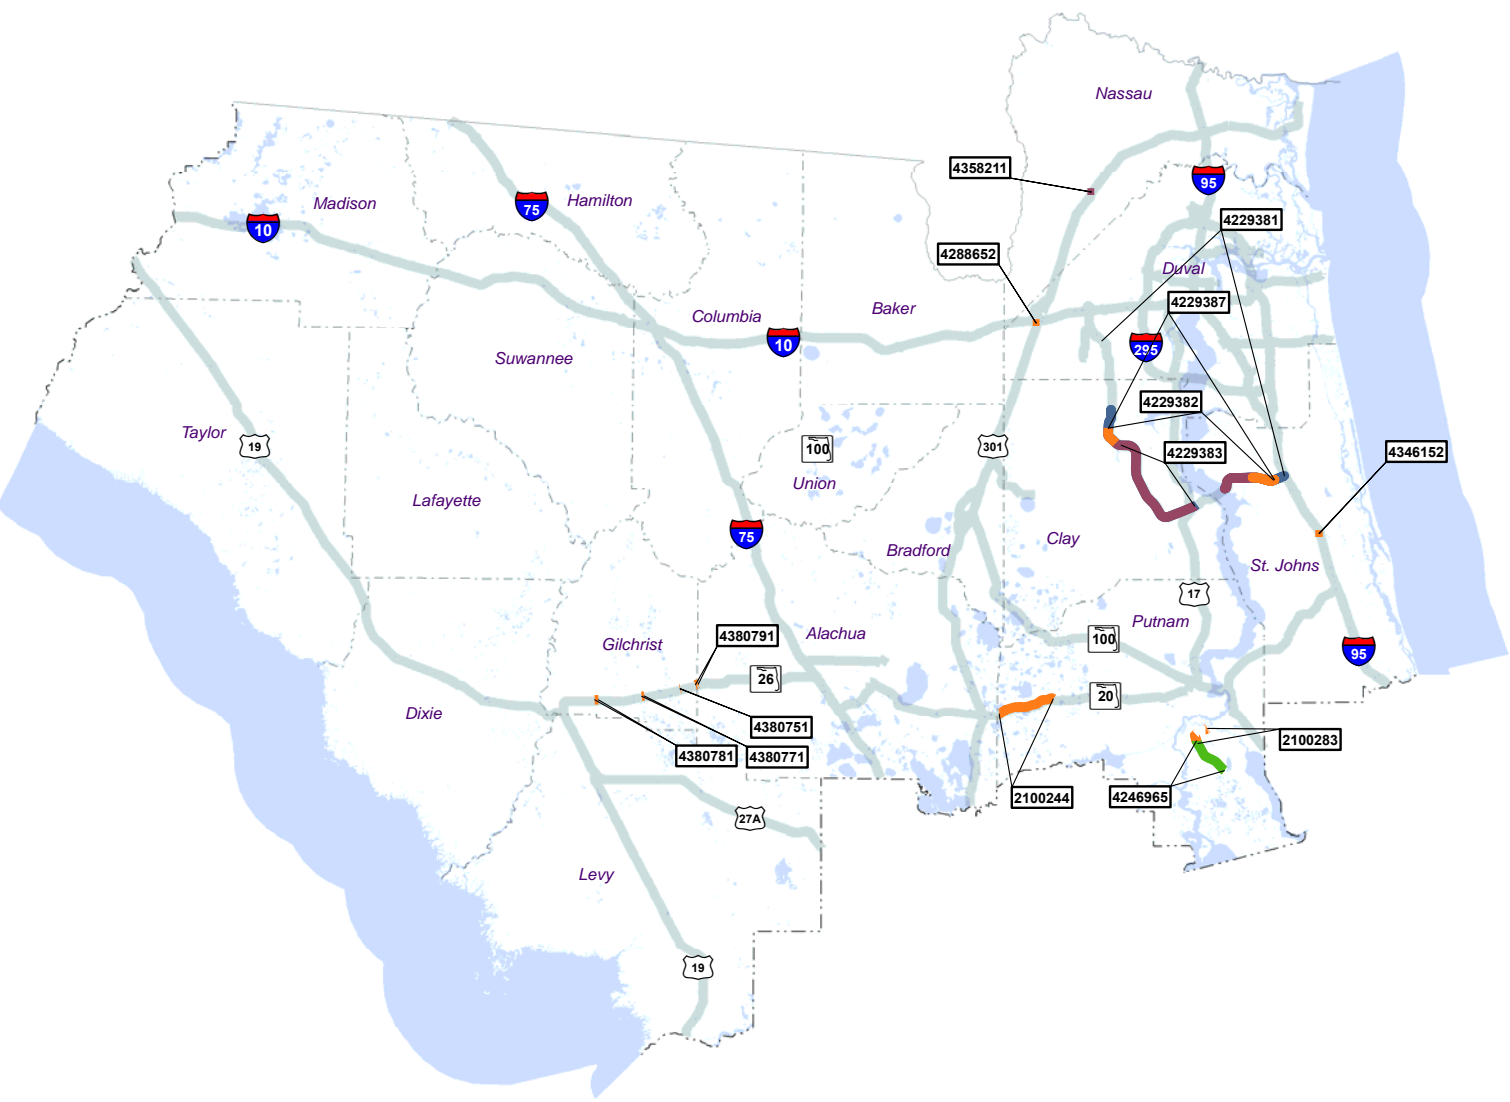 Nassau
4358211
95
Madison
75
Hamilton
10
4229381
4288652
Duval
4229387
Columbia
Baker
10
295
Suwannee
4229382
Taylor
19
100
301
4229383
4346152
Union
Lafayette
75
Bradford
Clay
St. Johns
17
Putnam
4380791
Gilchrist
Alachua
100
95
26
20
Dixie
4380751
4380781
4380771
2100283
2100244
4246965
27A
Levy
19